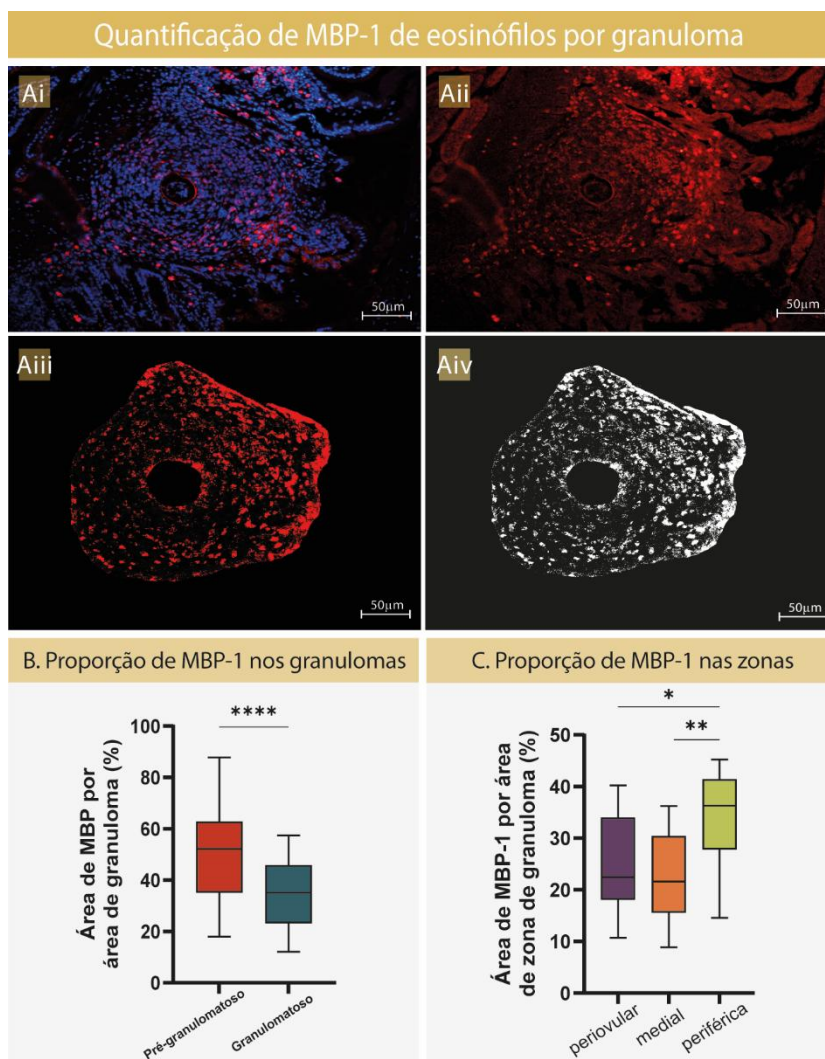 Quantificação de MBP-1 de eosinófilos por granuloma
Ai
50μm
Aii
50μm
Aiii
50μm
Aiv
50μm
B. Proporção de MBP-1 nos granulomas
Área de MBP por
área de granuloma (%)
100
80
60
40
20
0
****
Pré-granulomatoso
Granulomatoso
C. Proporção de MBP-1 nas zonas
Área de MBP-1 por área
de zona de granuloma (%)
50
40
30
20
10
0
*
**
periovular
medial
periférica